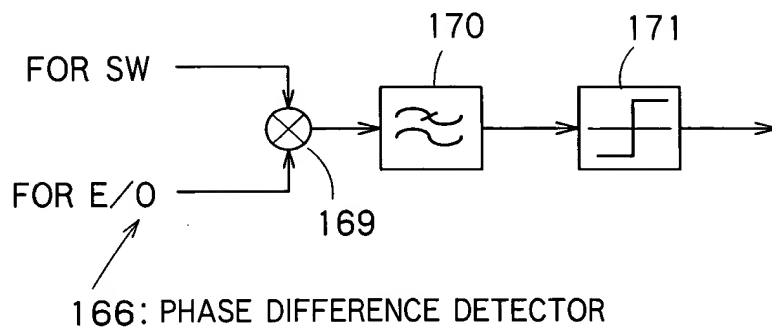 170
171
FOR SW
FOR E/O
169
166: PHASE DIFFERENCE DETECTOR